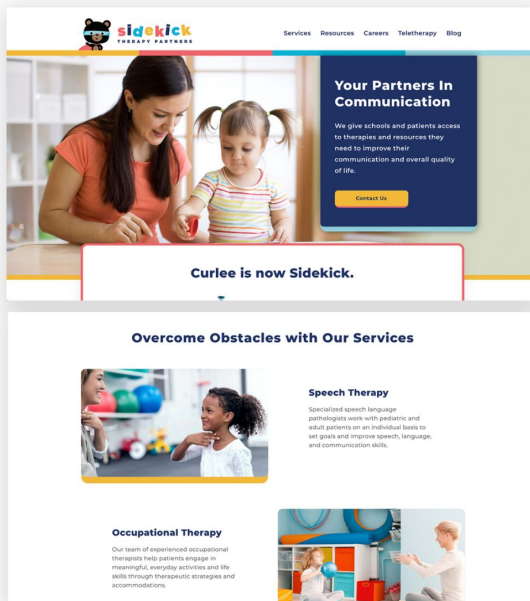 sidekick
THERAPY PARTNERS
Services Resources Careers Teletherapy Blog
Your Partners In
Communication
We give schools and patients access
to therapies and resources they
need to improve their
communication and overall quality
of life.
Contact Us
Curlee is now Sidekick.
Overcome Obstacles with Our Services
Speech Therapy
Specialized speech language
pathologists work with pediatric and
adult patients on an individual basis to
set goals and improve speech, language,
and communication skills.
Occupational Therapy
Our team of experienced occupational
therapists help patients engage in
meaningful, everyday activities and life
skills through therapeutic strategies and
accommodations.